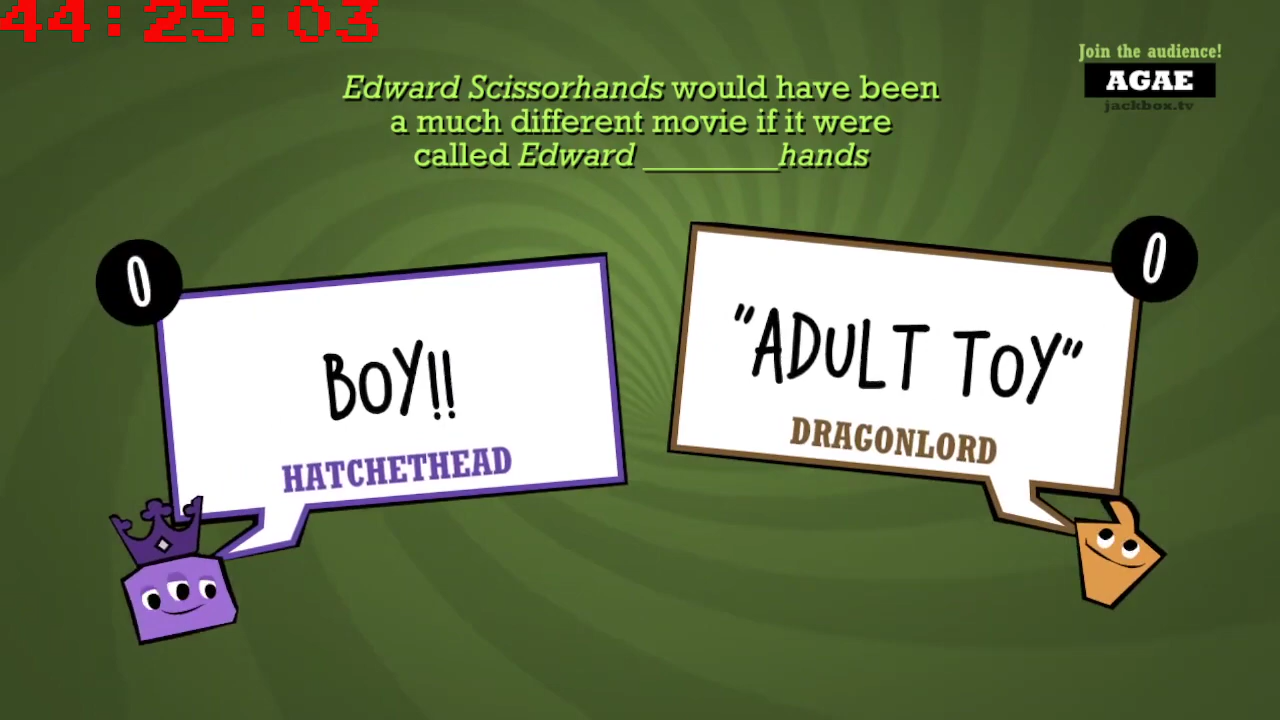 44:25:03
Join the audience!
AGAE
jackbox.tv
Edward Scissorhands would have been
a much different movie if it were
called Edward ________hands
0
BOY!!
HATCHETHEAD
0
"ADULT TOY"
DRAGONLORD